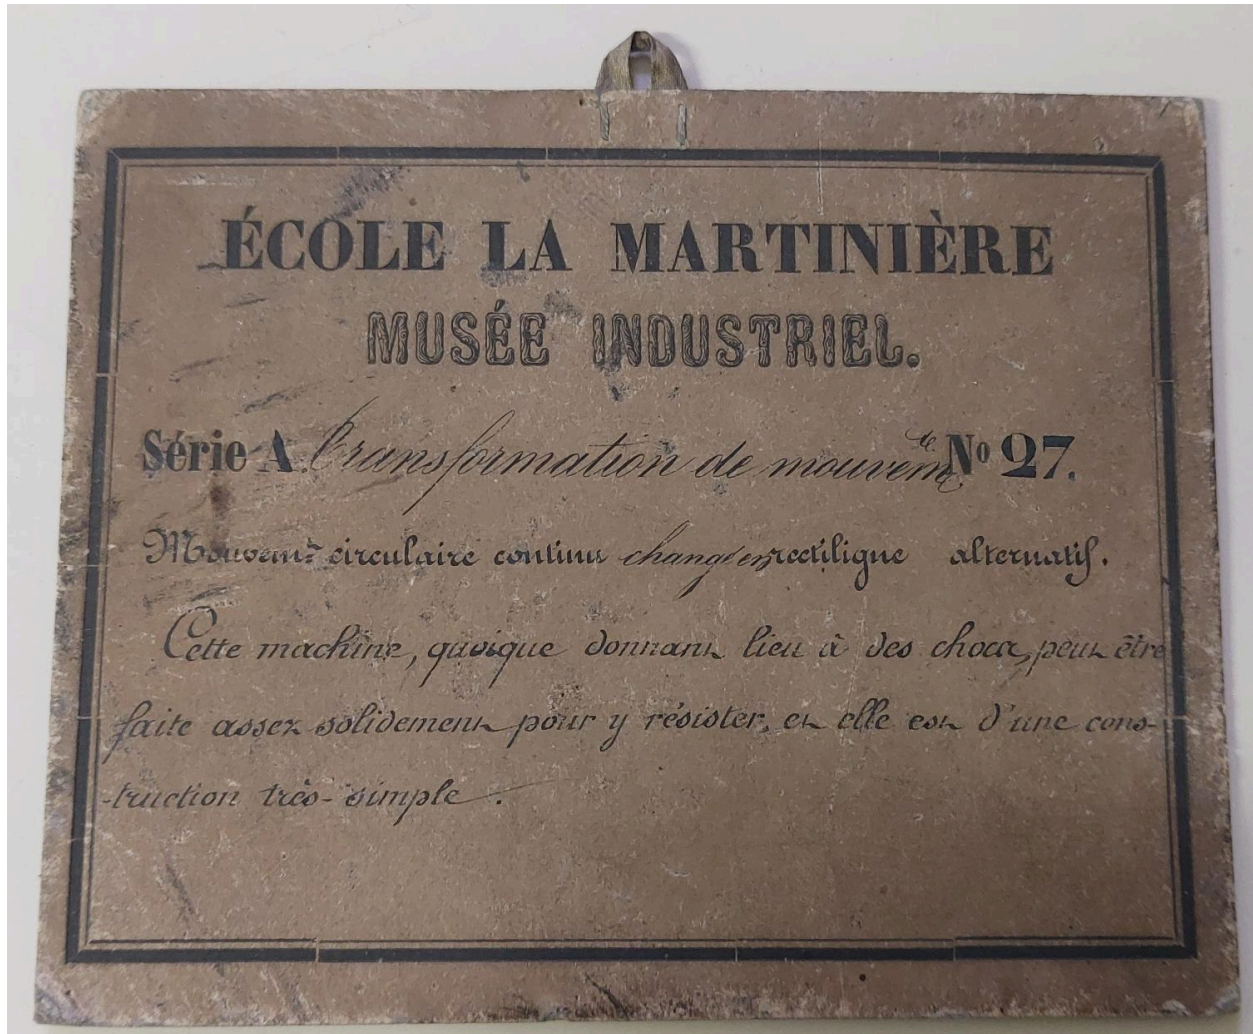 ÉCOLE LA MARTINIÈRE
MUSÉE INDUSTRIEL.
Série A Transformation de mouvem te No 27.
Mouvemt circulaire continu changé en rectiligne alternatif.
Cette machine, quoique donnant lieu à des chocs, peut être
faite assez solidement pour y résister, et elle est d'une cons-
-truction très-simple.